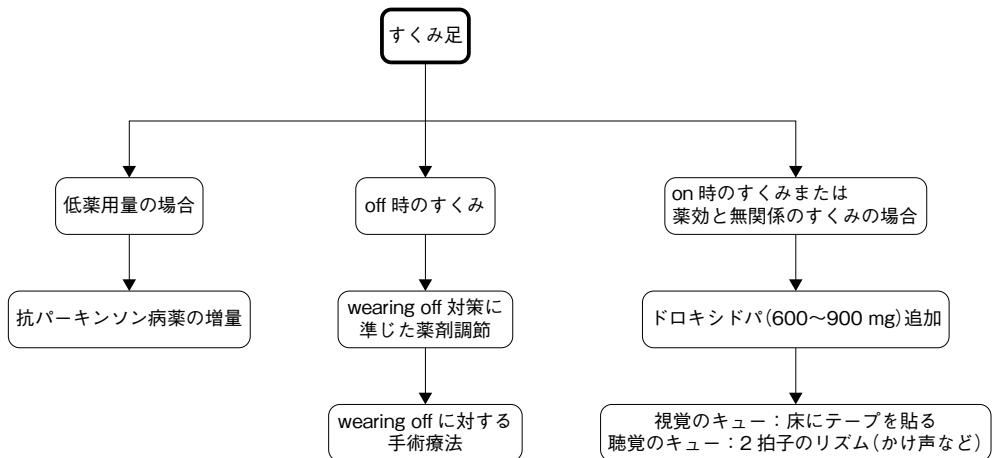 すくみ足
低薬用量の場合
off 時のすくみ
on 時のすくみまたは
薬効と無関係のすくみの場合
抗パーキンソン病薬の増量
wearing off 対策に
準じた薬剤調節
ドロキシドパ(600〜900 mg)追加
wearing off に対する
手術療法
視覚のキュー：床にテープを貼る
聴覚のキュー：2 拍子のリズム(かけ声など)